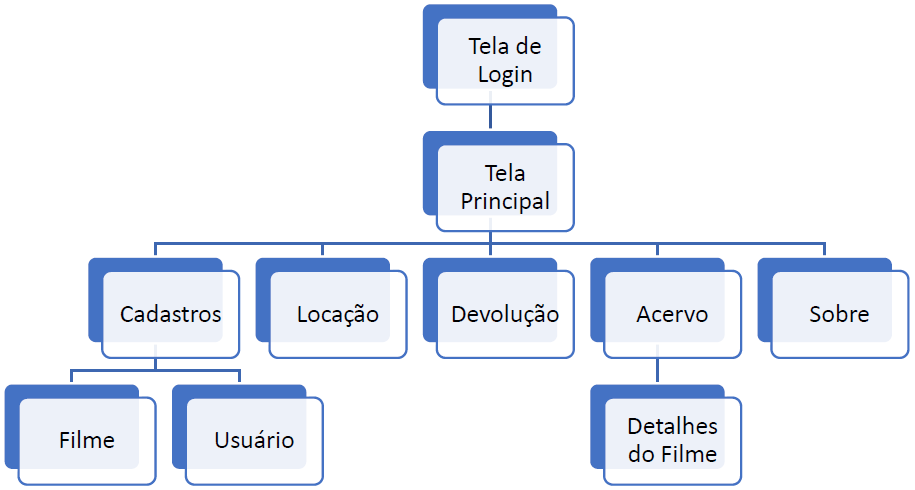 Tela de
Login
Tela
Principal
Cadastros
Locação
Devolução
Acervo
Sobre
Filme
Usuário
Detalhes
do Filme